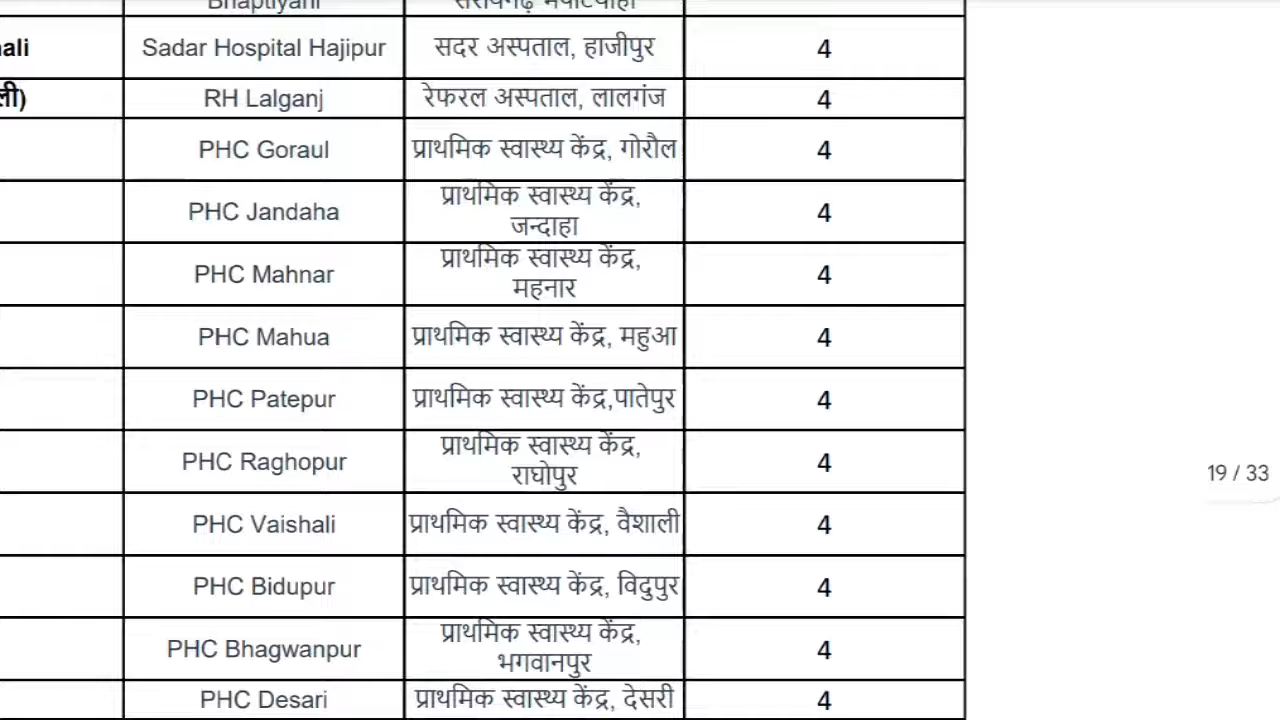 Sadar Hospital Hajipur सदर अस्पताल, हाजीपुर 4
RH Lalganj रेफरल अस्पताल, लालगंज 4
PHC Goraul प्राथमिक स्वास्थ्य केंद्र, गोरौल 4
PHC Jandaha प्राथमिक स्वास्थ्य केंद्र, 4
जन्दाहा
PHC Mahnar प्राथमिक स्वास्थ्य केंद्र, 4
महनार
PHC Mahua प्राथमिक स्वास्थ्य केंद्र, महुआ 4
PHC Patepur प्राथमिक स्वास्थ्य केंद्र,पातेपुर 4
PHC Raghopur प्राथमिक स्वास्थ्य केंद्र, 4
राघोपुर
19 / 33
PHC Vaishali प्राथमिक स्वास्थ्य केंद्र, वैशाली 4
PHC Bidupur प्राथमिक स्वास्थ्य केंद्र, विदुपुर 4
PHC Bhagwanpur प्राथमिक स्वास्थ्य केंद्र, 4
भगवानपुर
PHC Desari प्राथमिक स्वास्थ्य केंद्र, देसरी 4